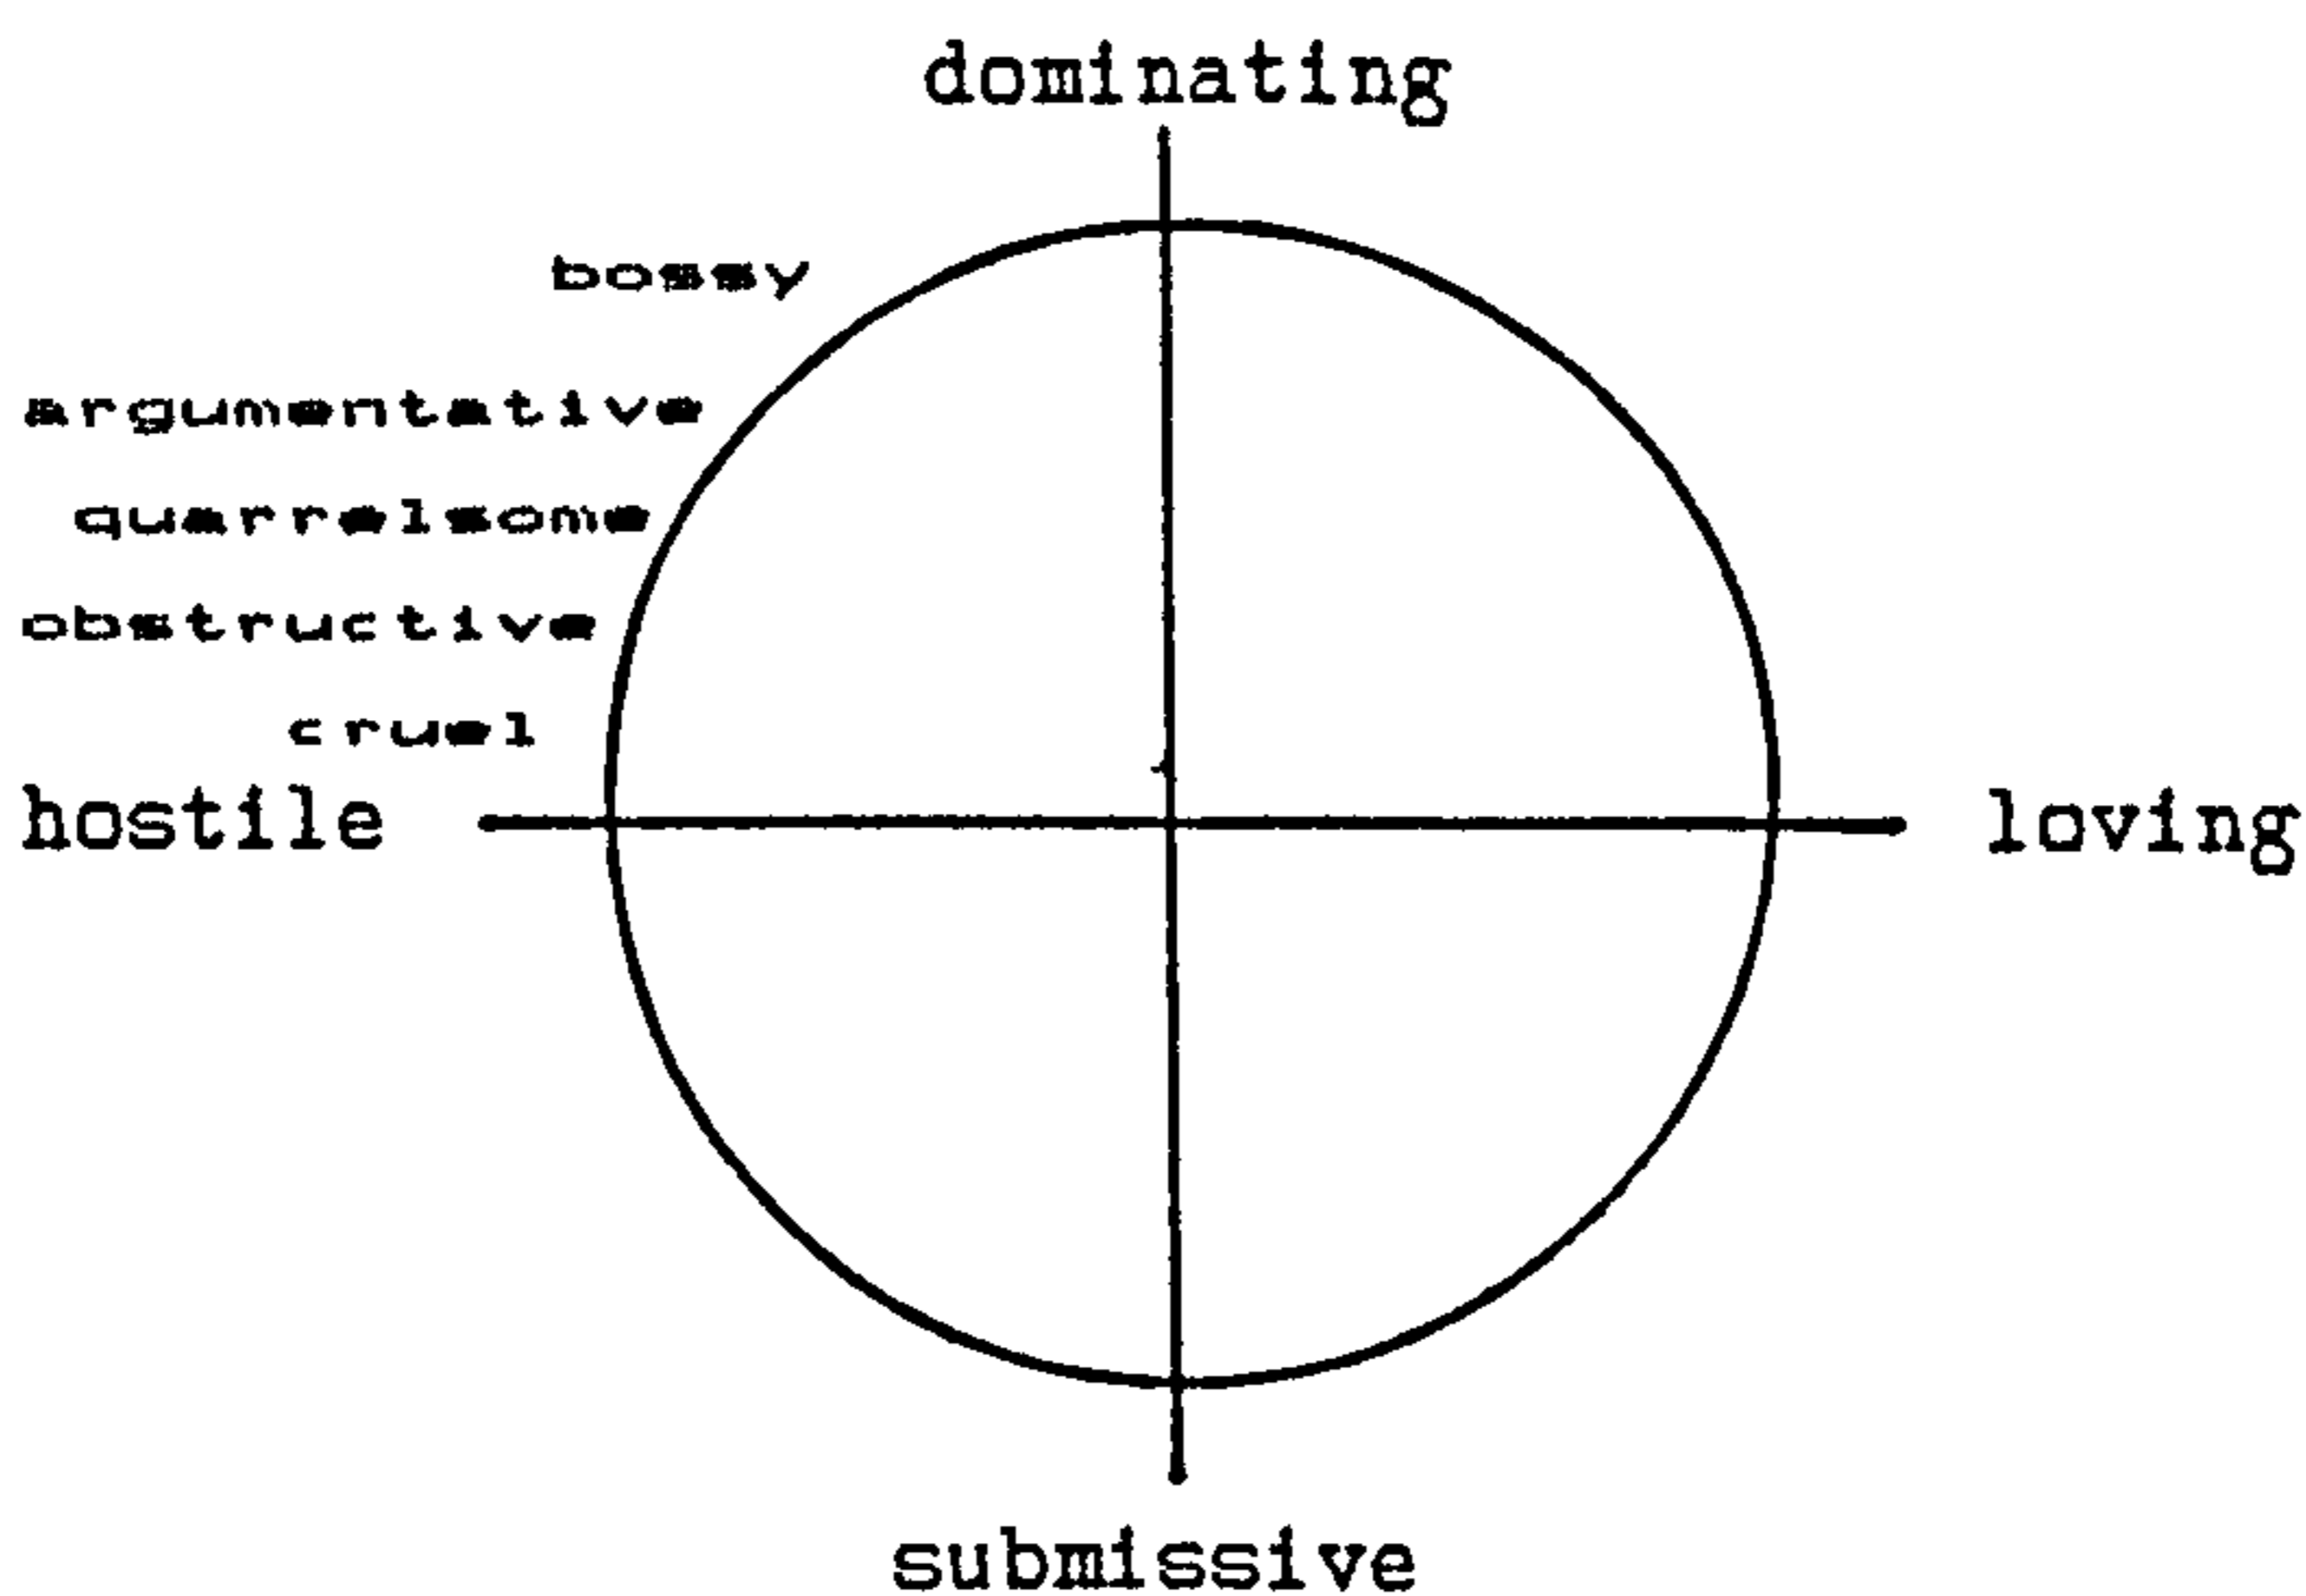 dominating
bossy
argumentative
quarrelsome
obstructive
cruel
hostile
loving
submissive